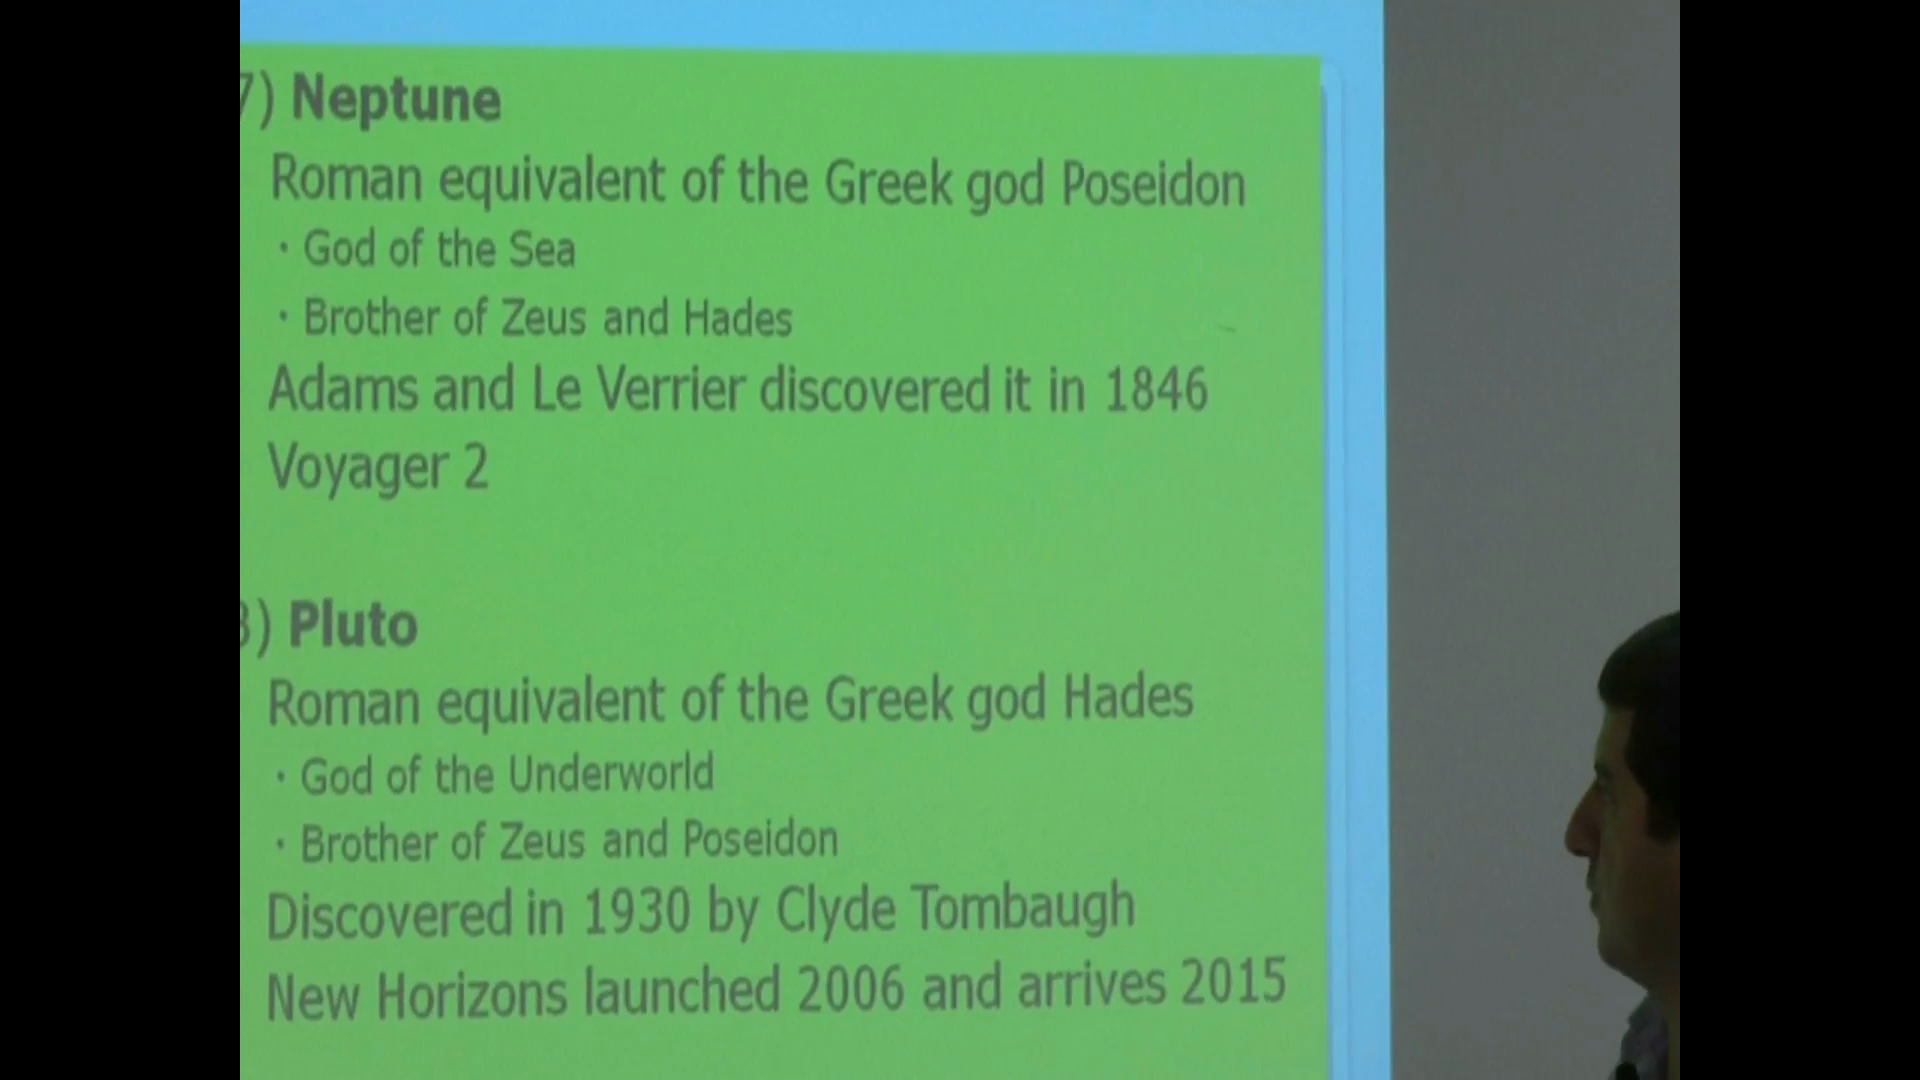 7) Neptune
Roman equivalent of the Greek god Poseidon
· God of the Sea
· Brother of Zeus and Hades
Adams and Le Verrier discovered it in 1846
Voyager 2
8) Pluto
Roman equivalent of the Greek god Hades
· God of the Underworld
· Brother of Zeus and Poseidon
Discovered in 1930 by Clyde Tombaugh
New Horizons launched 2006 and arrives 2015